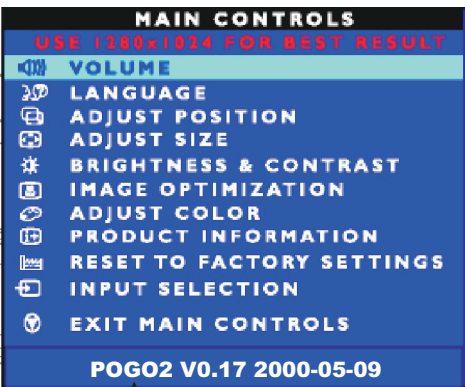 MAIN CONTROLS
USE 1280x1024 FOR BEST RESULT
VOLUME
LANGUAGE
ADJUST POSITION
ADJUST SIZE
BRIGHTNESS & CONTRAST
IMAGE OPTIMIZATION
ADJUST COLOR
PRODUCT INFORMATION
RESET TO FACTORY SETTINGS
INPUT SELECTION
EXIT MAIN CONTROLS
POGO2 V0.17 2000-05-09